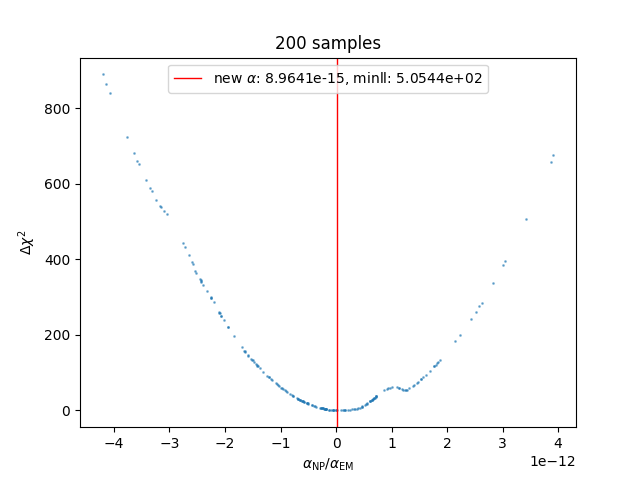 200 samples
new α: 8.9641e-15, minll: 5.0544e+02
Δχ²
800
600
400
200
0
−4 −3 −2 −1 0 1 2 3 4
1e−12
α_NP/α_EM